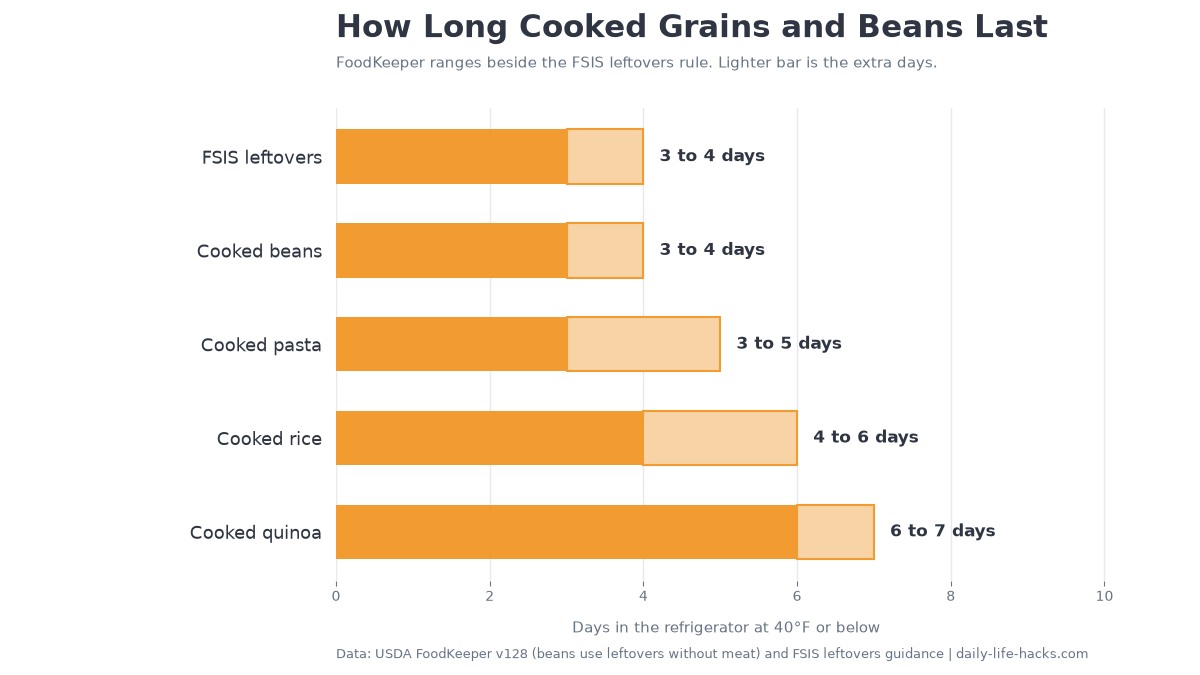 How Long Cooked Grains and Beans Last
FoodKeeper ranges beside the FSIS leftovers rule. Lighter bar is the extra days.
FSIS leftovers
3 to 4 days
Cooked beans
3 to 4 days
Cooked pasta
3 to 5 days
Cooked rice
4 to 6 days
Cooked quinoa
6 to 7 days
0 2 4 6 8 10
Days in the refrigerator at 40°F or below
Data: USDA FoodKeeper v128 (beans use leftovers without meat) and FSIS leftovers guidance | daily-life-hacks.com